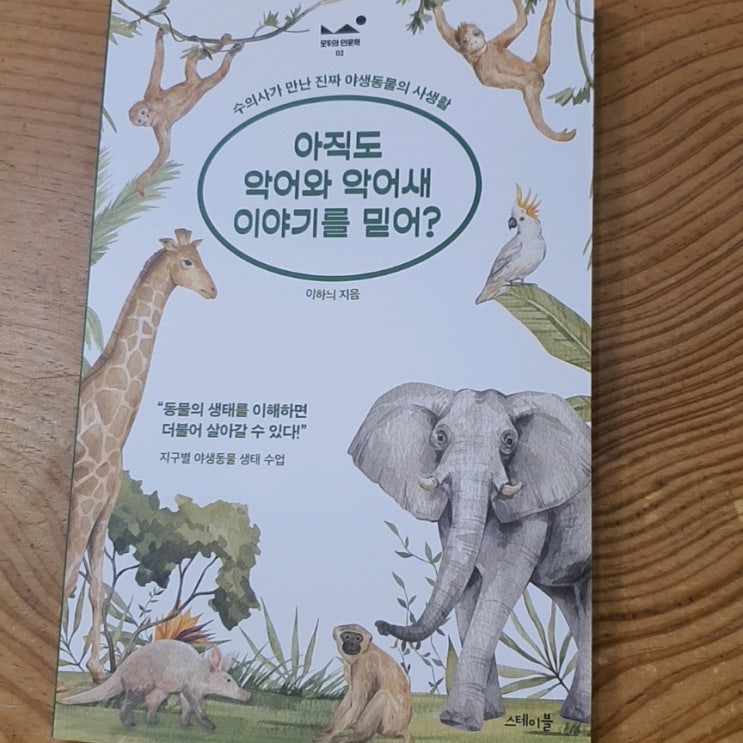 모두의 인문학
02
수의사가 만난 진짜 야생동물의 사생활
아직도
악어와 악어새
이야기를 믿어?
이하늬 지음
“동물의 생태를 이해하면
더불어 살아갈 수 있다!”
지구별 야생동물 생태 수업
스테이블